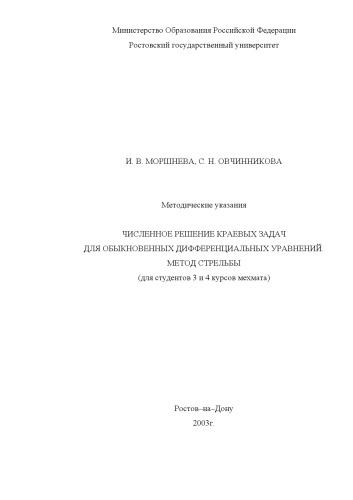 Министерство Образования Российской Федерации
Ростовский государственный университет
И. В. МОРШНЕВА, С. Н. ОВЧИННИКОВА
Методические указания
ЧИСЛЕННОЕ РЕШЕНИЕ КРАЕВЫХ ЗАДАЧ
ДЛЯ ОБЫКНОВЕННЫХ ДИФФЕРЕНЦИАЛЬНЫХ УРАВНЕНИЙ.
МЕТОД СТРЕЛЬБЫ
(для студентов 3 и 4 курсов мехмата)
Ростов–на–Дону
2003г.